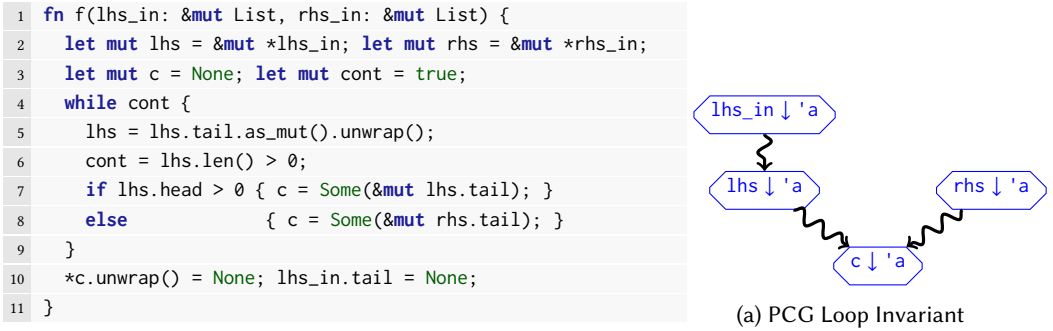 1 fn f(lhs_in: &mut List, rhs_in: &mut List) {
2 let mut lhs = &mut *lhs_in; let mut rhs = &mut *rhs_in;
3 let mut c = None; let mut cont = true;
4 while cont {
5 lhs = lhs.tail.as_mut().unwrap();
6 cont = lhs.len() > 0;
7 if lhs.head > 0 { c = Some(&mut lhs.tail); }
8 else { c = Some(&mut rhs.tail); }
9 }
10 *c.unwrap() = None; lhs_in.tail = None;
11 }
lhs_in ↓ 'a
lhs ↓ 'a
rhs ↓ 'a
c ↓ 'a
(a) PCG Loop Invariant